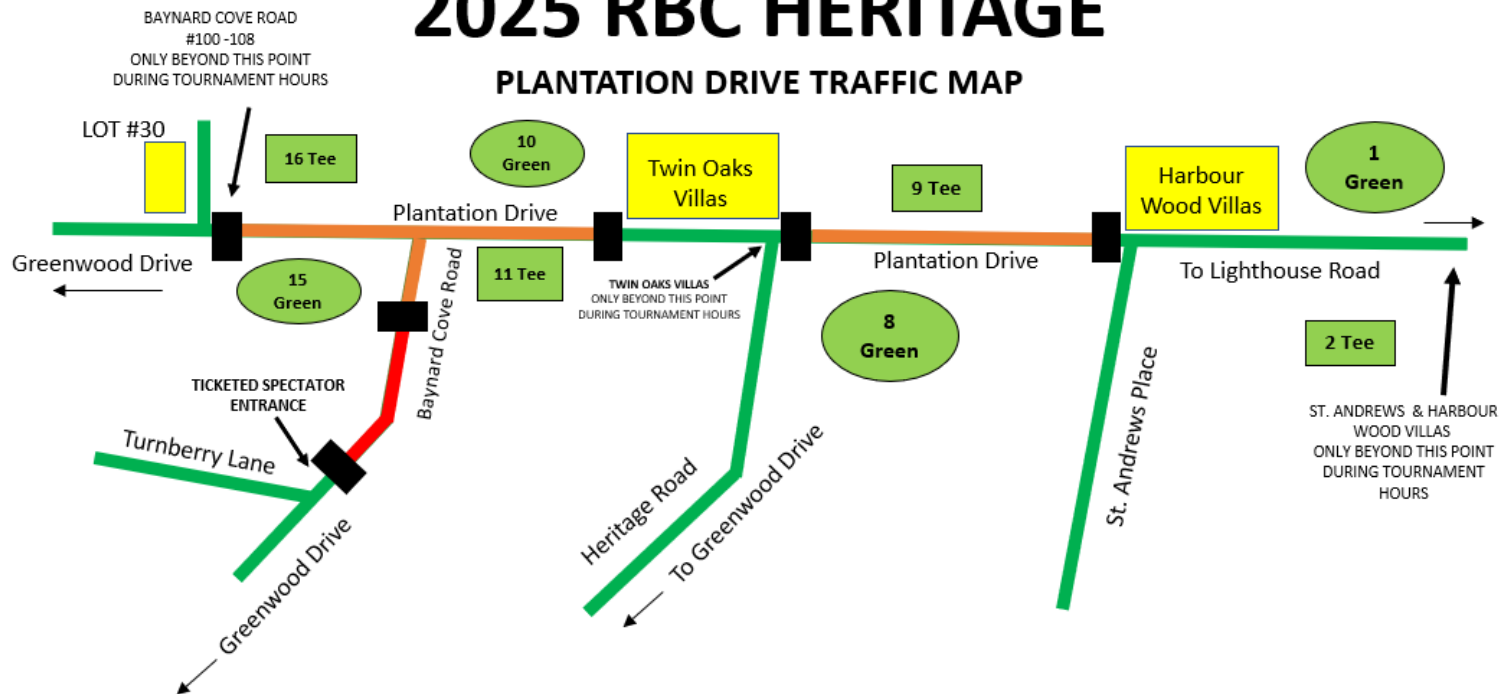 2025 RBC HERITAGE
PLANTATION DRIVE TRAFFIC MAP
BAYNARD COVE ROAD
#100 -108
ONLY BEYOND THIS POINT
DURING TOURNAMENT HOURS
LOT #30
16 Tee
10
Green
Twin Oaks
Villas
9 Tee
Harbour
Wood Villas
1
Green
Plantation Drive
Greenwood Drive
15
Green
11 Tee
Baynard Cove Road
TWIN OAKS VILLAS
ONLY BEYOND THIS POINT
DURING TOURNAMENT HOURS
Plantation Drive
8
Green
To Lighthouse Road
2 Tee
ST. ANDREWS & HARBOUR
WOOD VILLAS
ONLY BEYOND THIS POINT
DURING TOURNAMENT
HOURS
TICKETED SPECTATOR
ENTRANCE
Turnberry Lane
Greenwood Drive
Heritage Road
To Greenwood Drive
St. Andrews Place